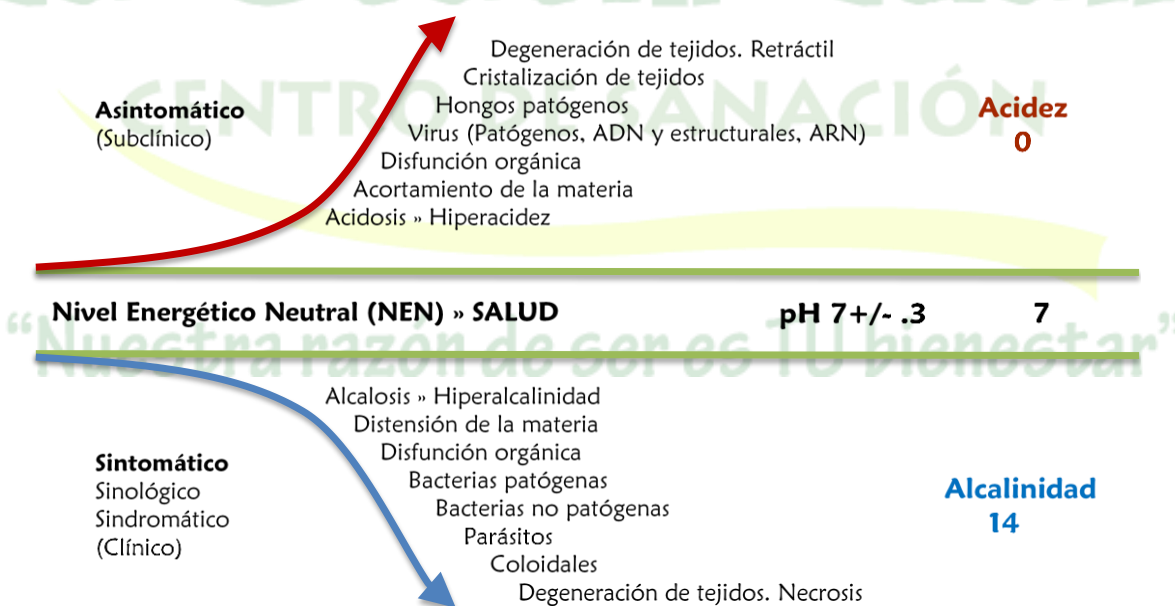 CENTRO DE SANACIÓN
Degeneración de tejidos. Retráctil
Cristalización de tejidos
Hongos patógenos
Virus (Patógenos, ADN y estructurales, ARN)
Disfunción orgánica
Acortamiento de la materia
Acidosis » Hiperacidez
Asintomático
(Subclínico)
Acidez
0
Nivel Energético Neutral (NEN) » SALUD pH 7+/- .3 7
“Nuestra razón de ser es TU bienestar”
Alcalosis » Hiperalcalinidad
Distensión de la materia
Disfunción orgánica
Bacterias patógenas
Bacterias no patógenas
Parásitos
Coloidales
Degeneración de tejidos. Necrosis
Sintomático
Sinológico
Sindromático
(Clínico)
Alcalinidad
14